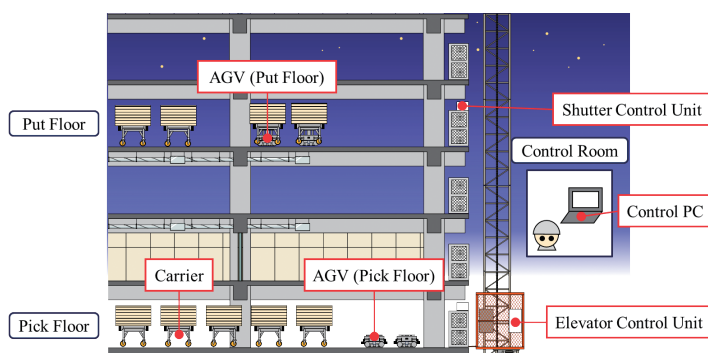 AGV (Put Floor)
Put Floor
Shutter Control Unit
Control Room
Control PC
Carrier
AGV (Pick Floor)
Pick Floor
Elevator Control Unit